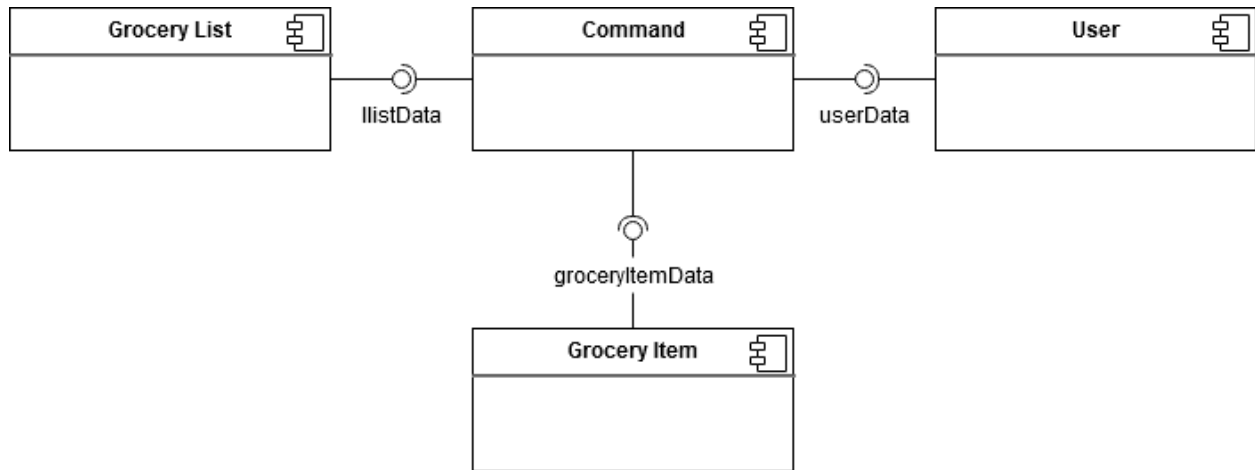 Grocery List
Command
User
llistData
userData
groceryItemData
Grocery Item